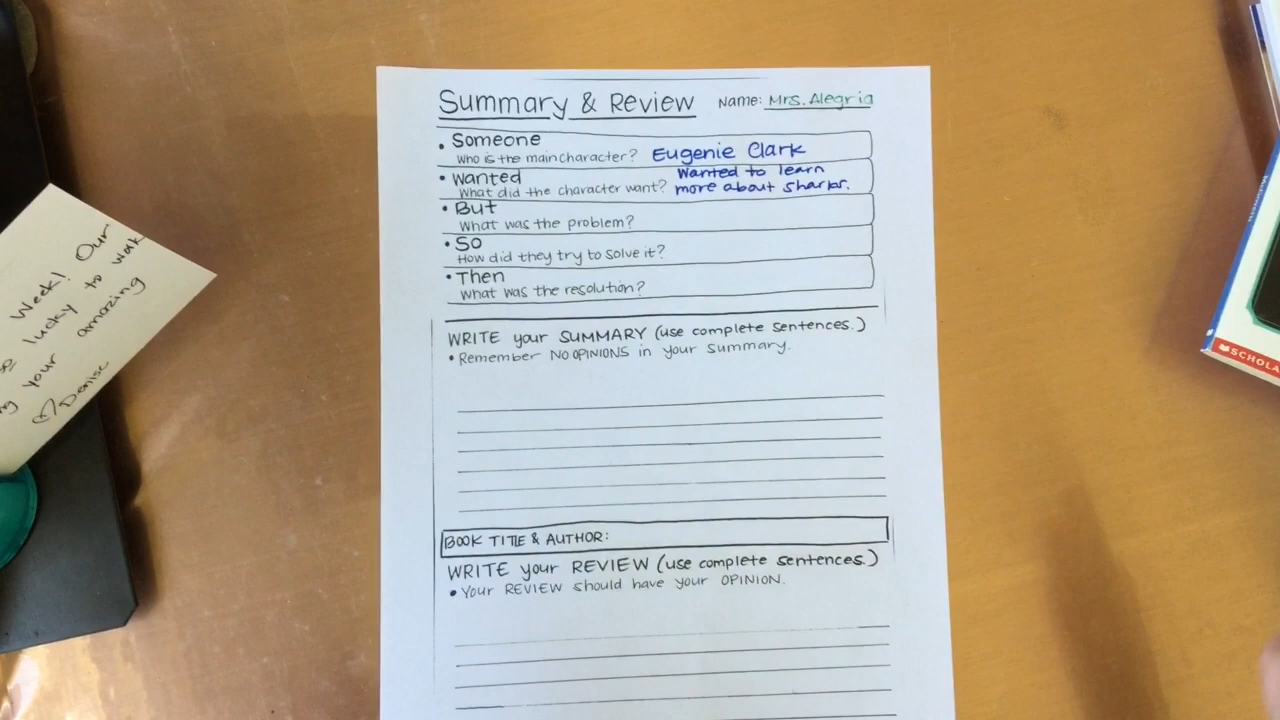 Summary & Review
Name: Mrs. Alegria
• Someone
Who is the main character? Eugenie Clark
• Wanted
What did the character want? Wanted to learn
more about sharks.
• But
What was the problem?
• So
How did they try to solve it?
• Then
What was the resolution?
WRITE your SUMMARY (use complete sentences.)
• Remember NO OPINIONS in your summary.
BOOK TITLE & AUTHOR:
WRITE your REVIEW (use complete sentences.)
• Your REVIEW should have your OPINION.
Week! Our
so lucky to work
your amazing
Denise
SCHOLA